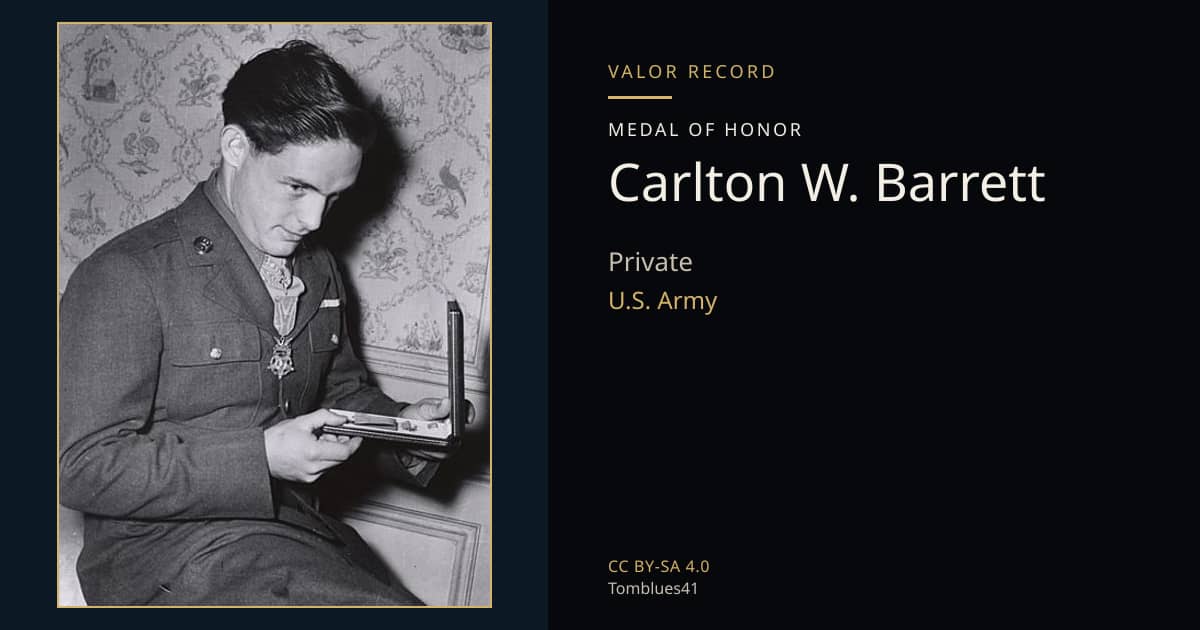 VALOR RECORD
MEDAL OF HONOR
Carlton W. Barrett
Private
U.S. Army
CC BY-SA 4.0
Tomblues41